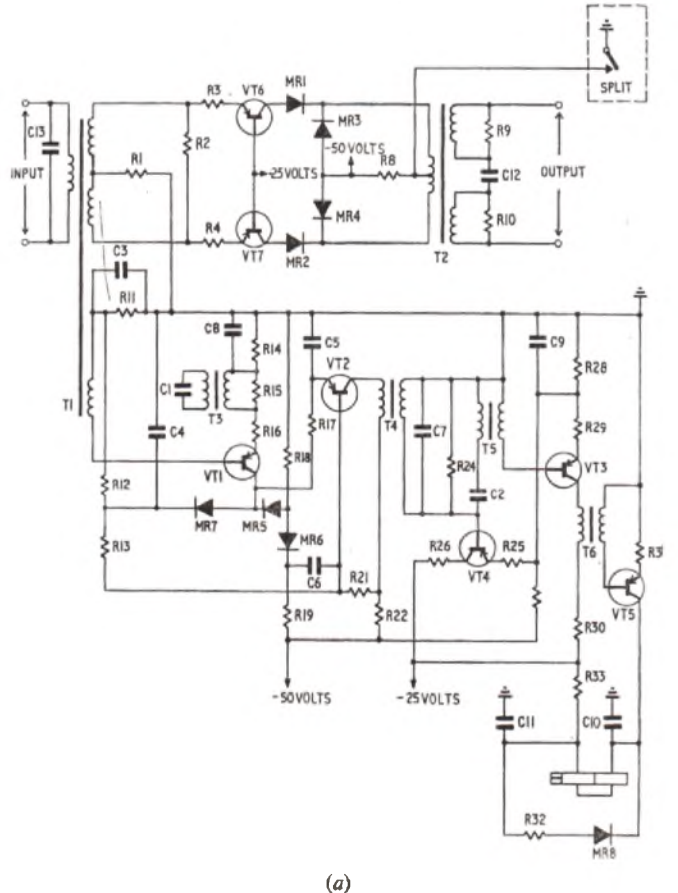 SPLIT
R3
VT6
MR1
MR3
C13
R2
-50 VOLTS
R8
R9
INPUT
R1
-25 VOLTS
C12
OUTPUT
MR4
R10
R4
VT7
MR2
T2
C3
R11
C8
C5
C9
R14
VT2
R28
C1
R15
T1
T3
T4
C7
T5
R29
C4
R16
R17
R24
VT3
VT1
R18
C2
R12
MR7
MR5
T6
R13
MR6
R26
R25
R3
C6
VT4
VT5
R21
R19
R22
R30
-50 VOLTS
-25 VOLTS
R33
C11
C10
R32
MR8
(a)